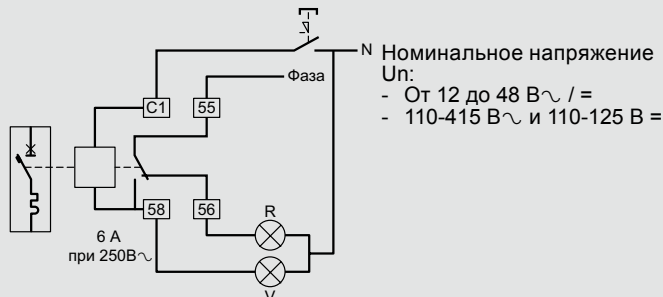 N
Номинальное напряжение
Un:
- От 12 до 48 В∿ / =
- 110-415 В∿ и 110-125 В =
Фаза
C1
55
58
56
R
6 A
при 250В∿
V